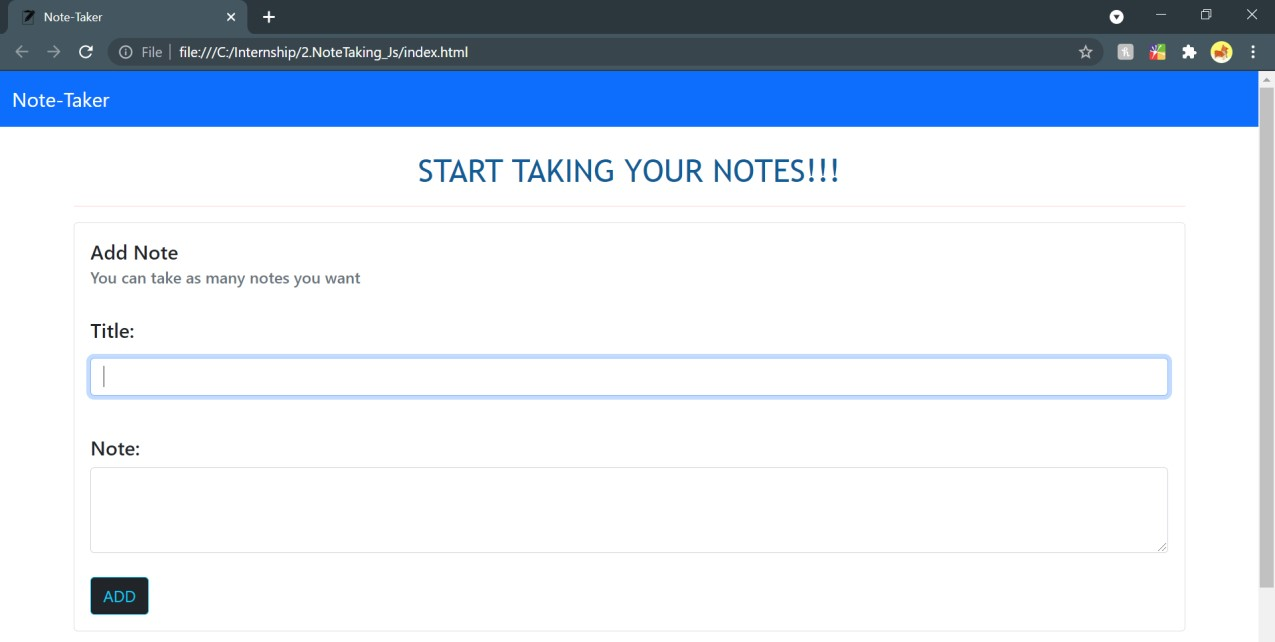 Note-Taker
File file:///C:/Internship/2.NoteTaking_Js/index.html
Note-Taker
START TAKING YOUR NOTES!!!
Add Note
You can take as many notes you want
Title:
Note:
ADD